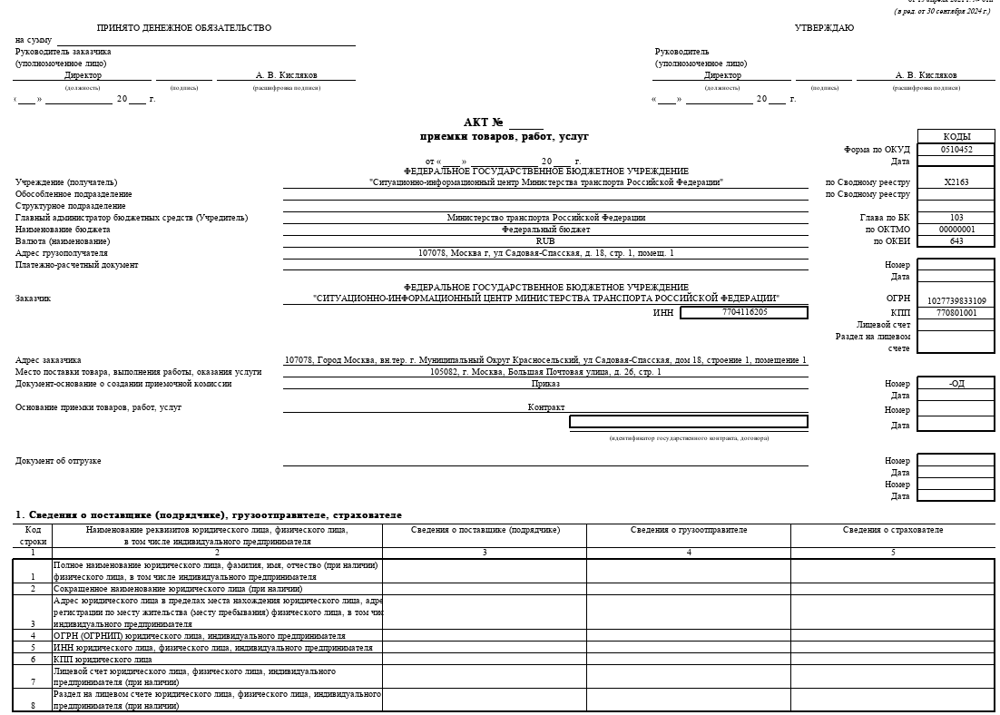 (в ред. от 30 сентября 2024 г.)
ПРИНЯТО ДЕНЕЖНОЕ ОБЯЗАТЕЛЬСТВО
УТВЕРЖДАЮ
на сумму
Руководитель заказчика
Руководитель
(уполномоченное лицо)
(уполномоченное лицо)
Директор А. В. Кисляков
Директор А. В. Кисляков
(должность) (подпись) (расшифровка подписи)
(должность) (подпись) (расшифровка подписи)
« » 20 г.
« » 20 г.
АКТ №
приемки товаров, работ, услуг
КОДЫ
Форма по ОКУД 0510452
от « » 20 г.
Дата
ФЕДЕРАЛЬНОЕ ГОСУДАРСТВЕННОЕ БЮДЖЕТНОЕ УЧРЕЖДЕНИЕ
Учреждение (получатель) "Ситуационно-информационный центр Министерства транспорта Российской Федерации" по Сводному реестру X2163
Обособленное подразделение по Сводному реестру
Структурное подразделение
Главный администратор бюджетных средств (Учредитель) Министерство транспорта Российской Федерации Глава по БК 103
Наименование бюджета Федеральный бюджет по ОКТМО 00000001
Валюта (наименование) RUB по ОКЕИ 643
Адрес грузополучателя 107078, Москва г, ул Садовая-Спасская, д. 18, стр. 1, помещ. 1
Платежно-расчетный документ Номер
Дата
ФЕДЕРАЛЬНОЕ ГОСУДАРСТВЕННОЕ БЮДЖЕТНОЕ УЧРЕЖДЕНИЕ
Заказчик "СИТУАЦИОННО-ИНФОРМАЦИОННЫЙ ЦЕНТР МИНИСТЕРСТВА ТРАНСПОРТА РОССИЙСКОЙ ФЕДЕРАЦИИ" ОГРН 1027739833109
ИНН 7704116205 КПП 770801001
Лицевой счет
Раздел на лицевом
счете
Адрес заказчика 107078, Город Москва, вн.тер. г. Муниципальный Округ Красносельский, ул Садовая-Спасская, дом 18, строение 1, помещение 1
Место поставки товара, выполнения работы, оказания услуги 105082, г. Москва, Большая Почтовая улица, д. 26, стр. 1
Документ-основание о создании приемочной комиссии Приказ Номер -ОД
Дата
Основание приемки товаров, работ, услуг Контракт Номер
Дата
(идентификатор государственного контракта, договора)
Документ об отгрузке Номер
Дата
Номер
Дата
1. Сведения о поставщике (подрядчике), грузоотправителе, страхователе
Код Наименование реквизитов юридического лица, физического лица, Сведения о поставщике (подрядчике) Сведения о грузоотправителе Сведения о страхователе
строки в том числе индивидуального предпринимателя
1 2 3 4 5
Полное наименование юридического лица, фамилия, имя, отчество (при наличии)
1 физического лица, в том числе индивидуального предпринимателя
2 Сокращенное наименование юридического лица (при наличии)
Адрес юридического лица в пределах места нахождения юридического лица, адре
регистрации по месту жительства (месту пребывания) физического лица, в том чис
3 индивидуального предпринимателя
4 ОГРН (ОГРНИП) юридического лица, индивидуального предпринимателя
5 ИНН юридического лица, физического лица, индивидуального предпринимателя
6 КПП юридического лица
Лицевой счет юридического лица, физического лица, индивидуального
7 предпринимателя (при наличии)
Раздел на лицевом счете юридического лица, физического лица, индивидуального
8 предпринимателя (при наличии)